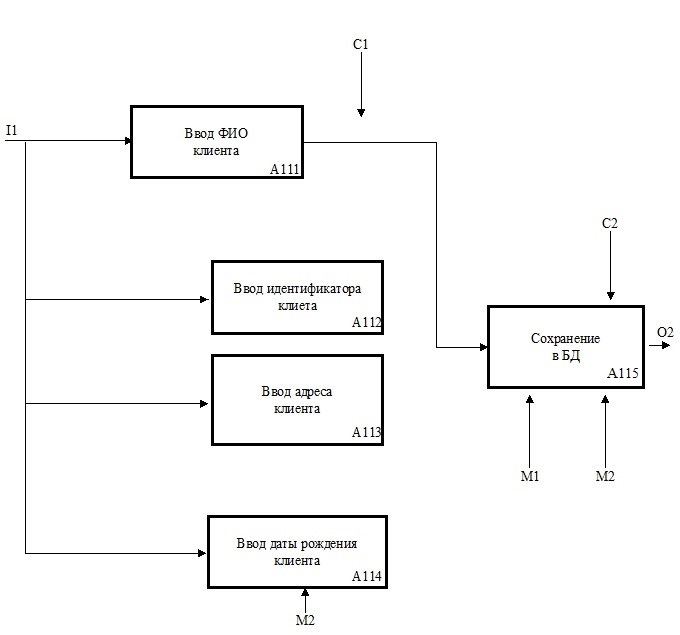 C1
I1
Ввод ФИО
клиента
A111
C2
Ввод идентификатора
клиета
A112
O2
Сохранение
в БД
A115
Ввод адреса
клиента
A113
M1
M2
Ввод даты рождения
клиента
A114
M2